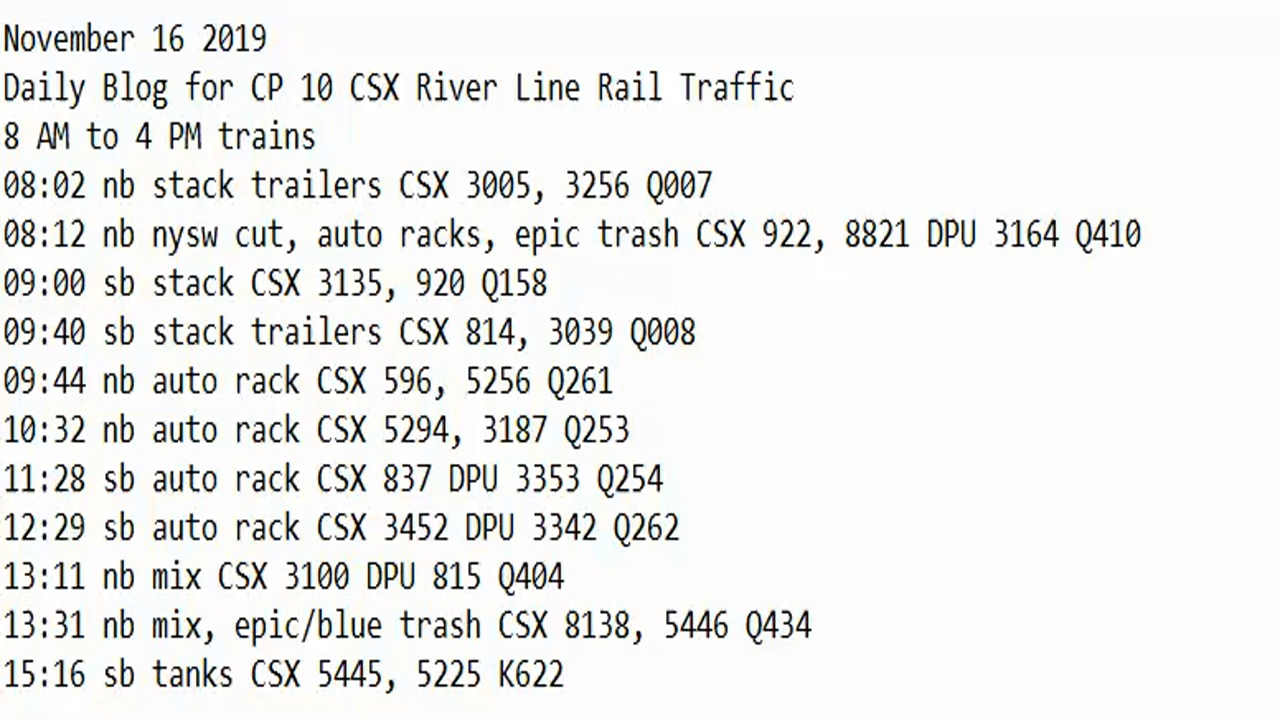 November 16 2019
Daily Blog for CP 10 CSX River Line Rail Traffic
8 AM to 4 PM trains
08:02 nb stack trailers CSX 3005, 3256 Q007
08:12 nb nysw cut, auto racks, epic trash CSX 922, 8821 DPU 3164 Q410
09:00 sb stack CSX 3135, 920 Q158
09:40 sb stack trailers CSX 814, 3039 Q008
09:44 nb auto rack CSX 596, 5256 Q261
10:32 nb auto rack CSX 5294, 3187 Q253
11:28 sb auto rack CSX 837 DPU 3353 Q254
12:29 sb auto rack CSX 3452 DPU 3342 Q262
13:11 nb mix CSX 3100 DPU 815 Q404
13:31 nb mix, epic/blue trash CSX 8138, 5446 Q434
15:16 sb tanks CSX 5445, 5225 K622